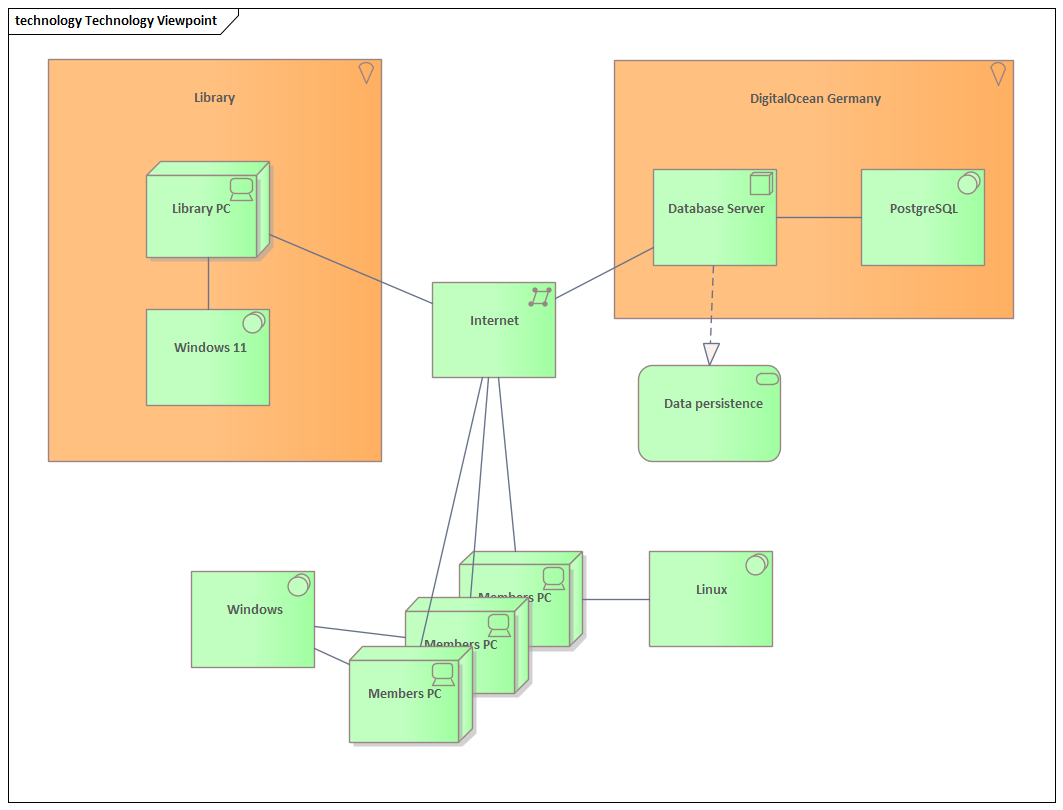 technology Technology Viewpoint
Library
DigitalOcean Germany
Library PC
Database Server
PostgreSQL
Internet
Windows 11
Data persistence
Members PC
Linux
Windows
Members PC
Members PC